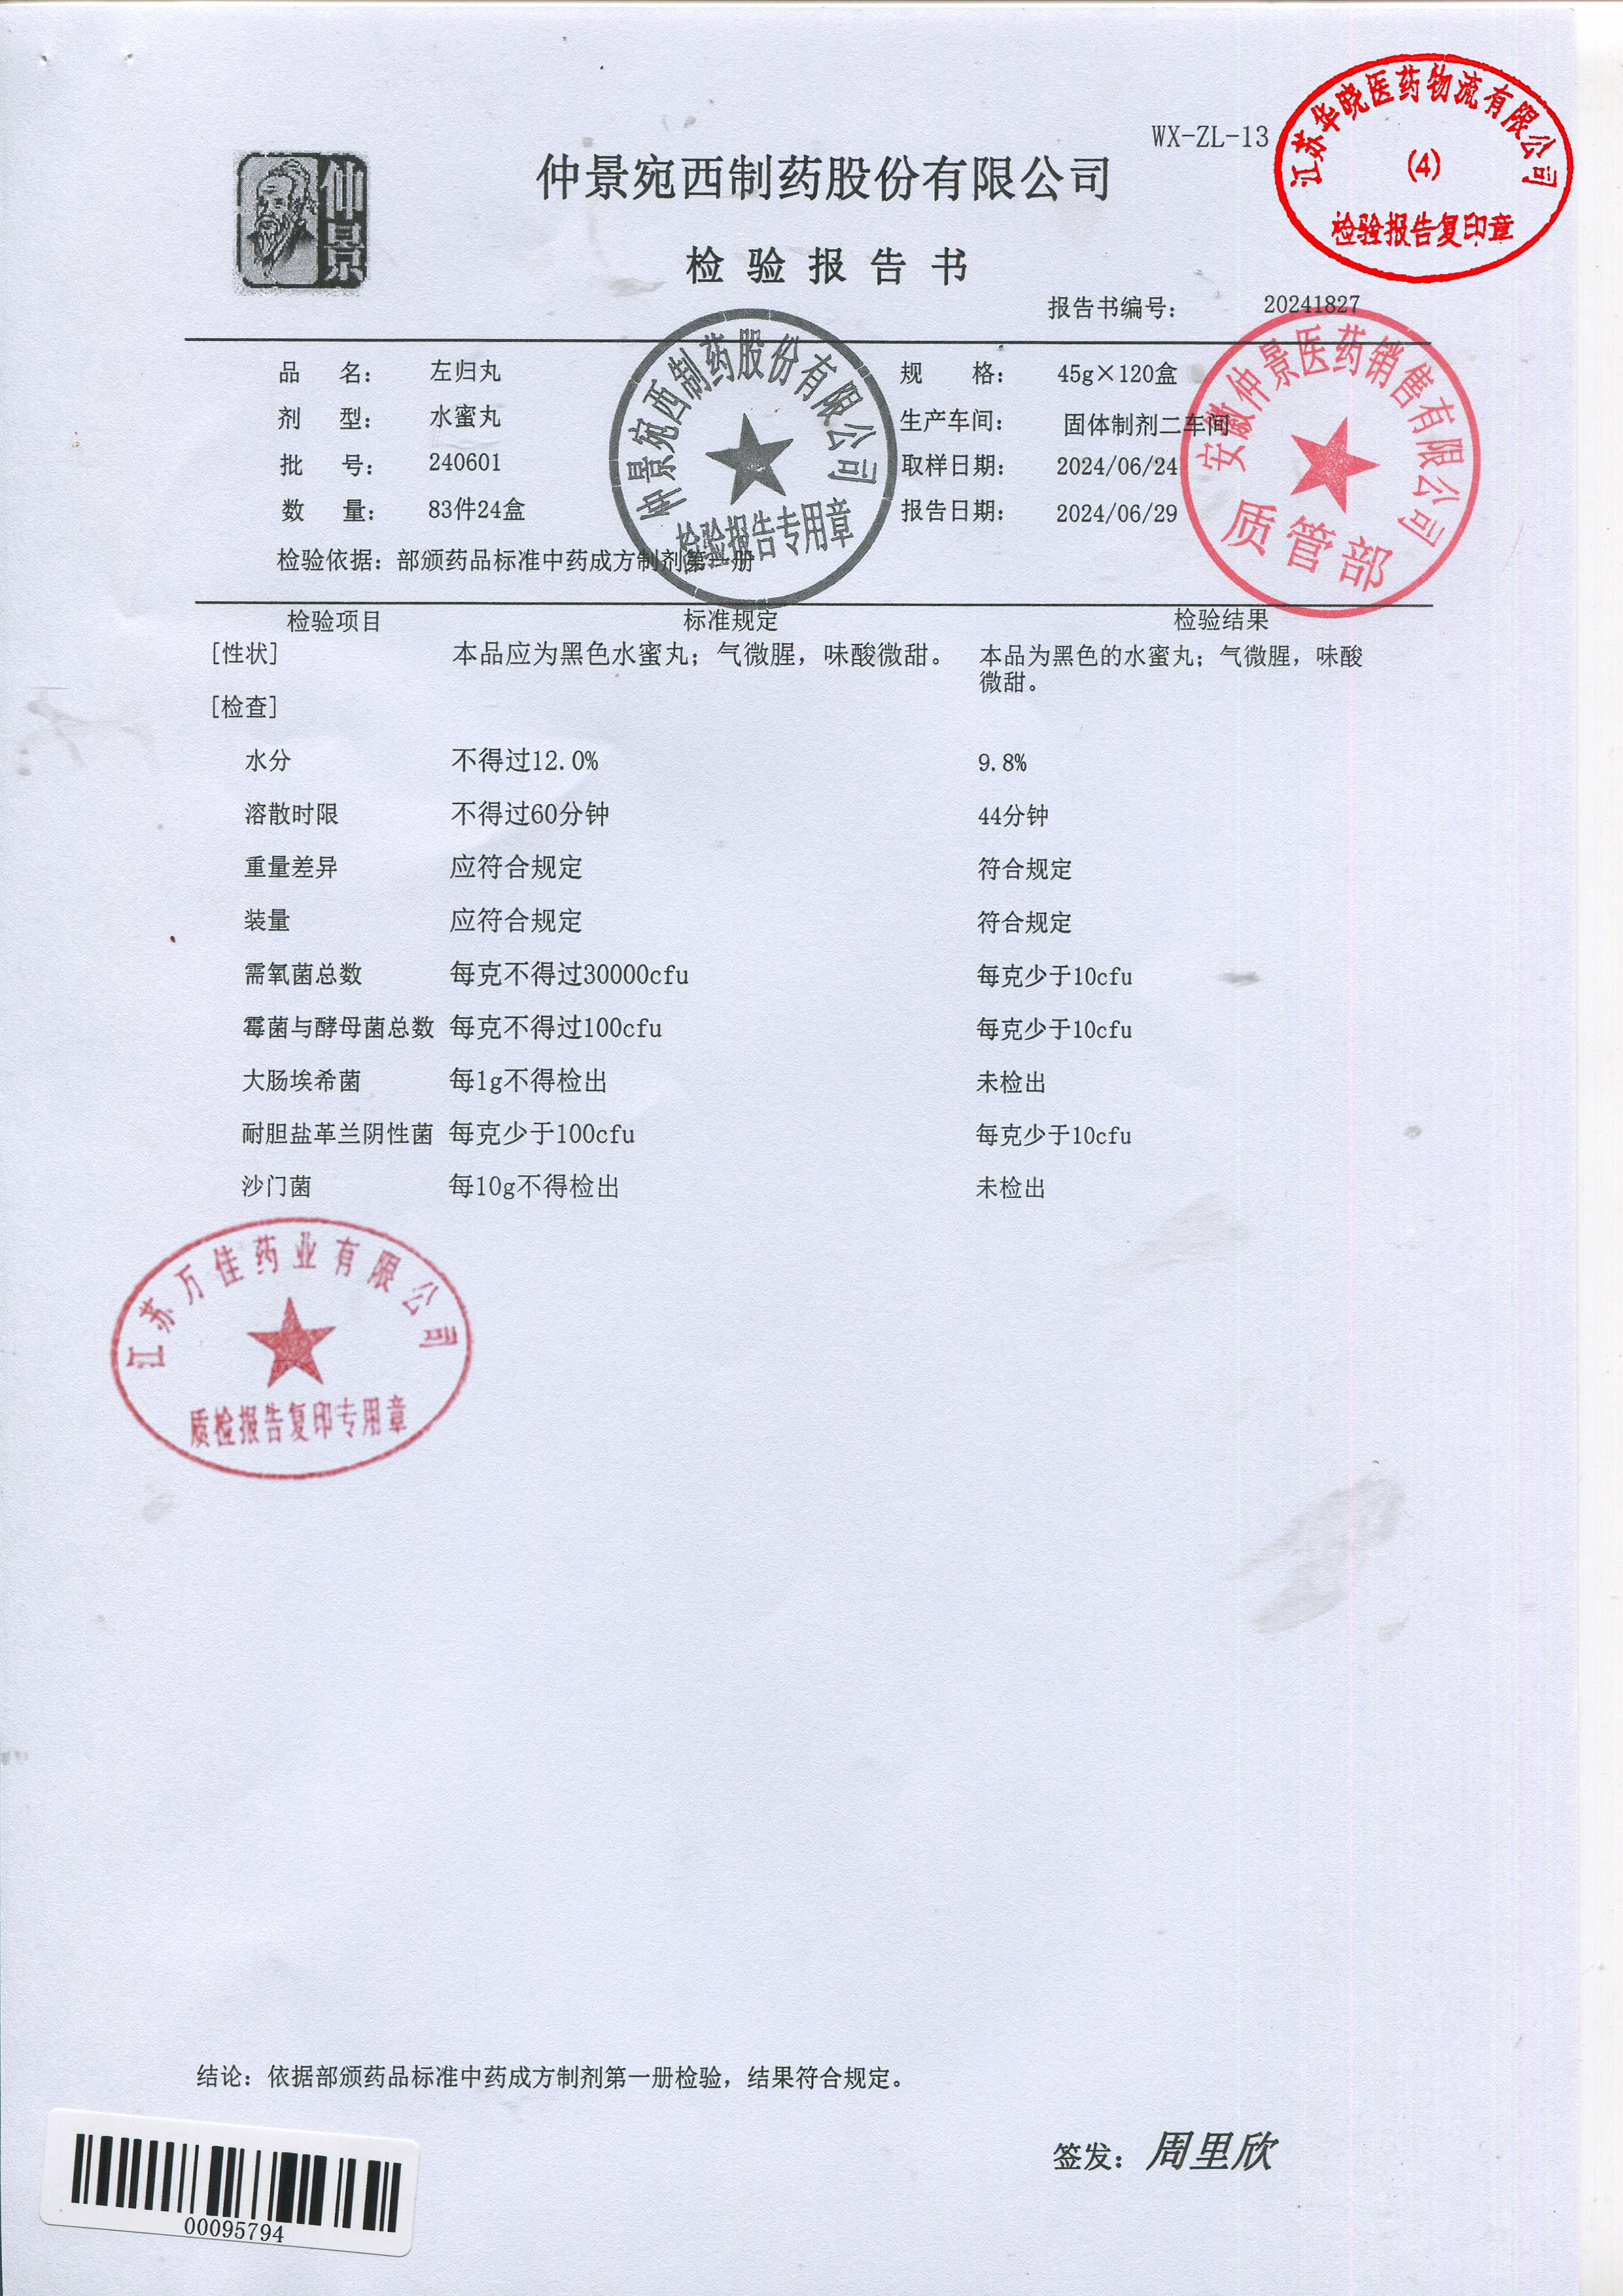 WX-ZL-13
江苏华晓医药物流有限公司
(4)
检验报告复印章
仲景
仲景宛西制药股份有限公司
检验报告书
报告书编号: 20241827
品 名: 左归丸 规 格: 45g×120盒
剂 型: 水蜜丸 生产车间: 固体制剂二车间
批 号: 240601 取样日期: 2024/06/24
数 量: 83件24盒 报告日期: 2024/06/29
检验依据: 部颁药品标准中药成方制剂第一册
仲景宛西制药股份有限公司
检验报告专用章
安徽仲景医药销售有限公司
质管部
检验项目 标准规定 检验结果
[性状] 本品应为黑色水蜜丸；气微腥，味酸微甜。 本品为黑色的水蜜丸；气微腥，味酸
微甜。
[检查]
水分 不得过12.0% 9.8%
溶散时限 不得过60分钟 44分钟
重量差异 应符合规定 符合规定
装量 应符合规定 符合规定
需氧菌总数 每克不得过30000cfu 每克少于10cfu
霉菌与酵母菌总数 每克不得过100cfu 每克少于10cfu
大肠埃希菌 每1g不得检出 未检出
耐胆盐革兰阴性菌 每克少于100cfu 每克少于10cfu
沙门菌 每10g不得检出 未检出
江苏万佳药业有限公司
质检报告复印专用章
结论: 依据部颁药品标准中药成方制剂第一册检验，结果符合规定。
签发: 周里欣
00095794